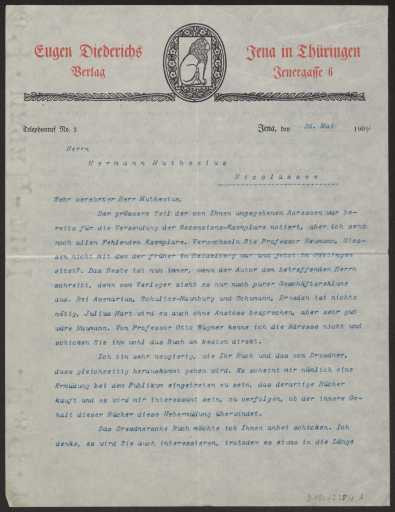 Eugen Diederichs
Verlag
Jena in Thüringen
Jenergasse 6
Telephonruf No. 3
Jena, den 26. Mai 190
Herrn
Hermann Muthesius
Nicolassee
Sehr verehrter Herr Muthesius,
Der grössere Teil der von Ihnen angegebenen Adressen war be-
reits für die Versendung der Rezensions-Exemplare notiert, aber ich send
noch allen Fehlenden Exemplare. Verwechseln Sie Professor Neumann,
nicht mit dem der früher in Heidelberg war und jetzt in Göttingen
sitzt? Das Beste ist nun immer, wenn der Autor dem betreffenden Herrn
schreibt, denn vom Verleger sieht es nur nach purer Geschäftsreklame
aus. Bei Avenarius, Schultze-Naumburg und Schumann, Dresden ist nichts
nötig, Julius Hart wird es auch ohne Anstoss besprechen, aber sehr gut
wäre Naumann. Von Professor Otto Wagner kenne ich die Adresse nicht und
schicken Sie ihm wohl das Buch am besten direkt.
Ich bin sehr neugierig, wie Ihr Buch und das von Dresdner,
dass gleichzeitig herauskommt gehen wird. Es scheint mir nämlich eine
Ermüdung bei dem Publikum eingetreten zu sein, das derartige Bücher
kauft und es wird mir interessant sein, zu verfolgen, ob der innere Ge-
halt dieser Bücher diese Uebermüdung überwindet.
Das Dresdnersche Buch möchte ich Ihnen anbei schicken. Ich
denke, es wird Sie auch interessieren, trotzdem es etwas in die Länge